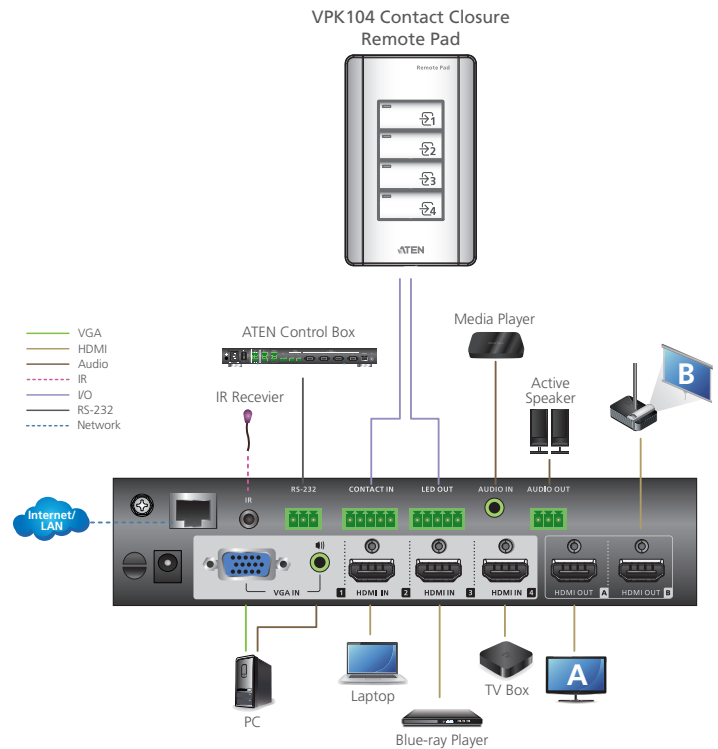 VPK104 Contact Closure
Remote Pad
Remote Pad
1
2
3
4
ATEN
VGA
HDMI
Audio
IR
I/O
RS-232
Network
ATEN Control Box
Media Player
IR Recevier
Active
Speaker
B
Internet/
LAN
IR
RS-232
CONTACT IN
LED OUT
AUDIO IN
AUDIO OUT
VGA IN
1
HDMI IN
2
HDMI IN
3
HDMI IN
4
HDMI OUT
A
HDMI OUT
B
PC
Laptop
Blue-ray Player
TV Box
A